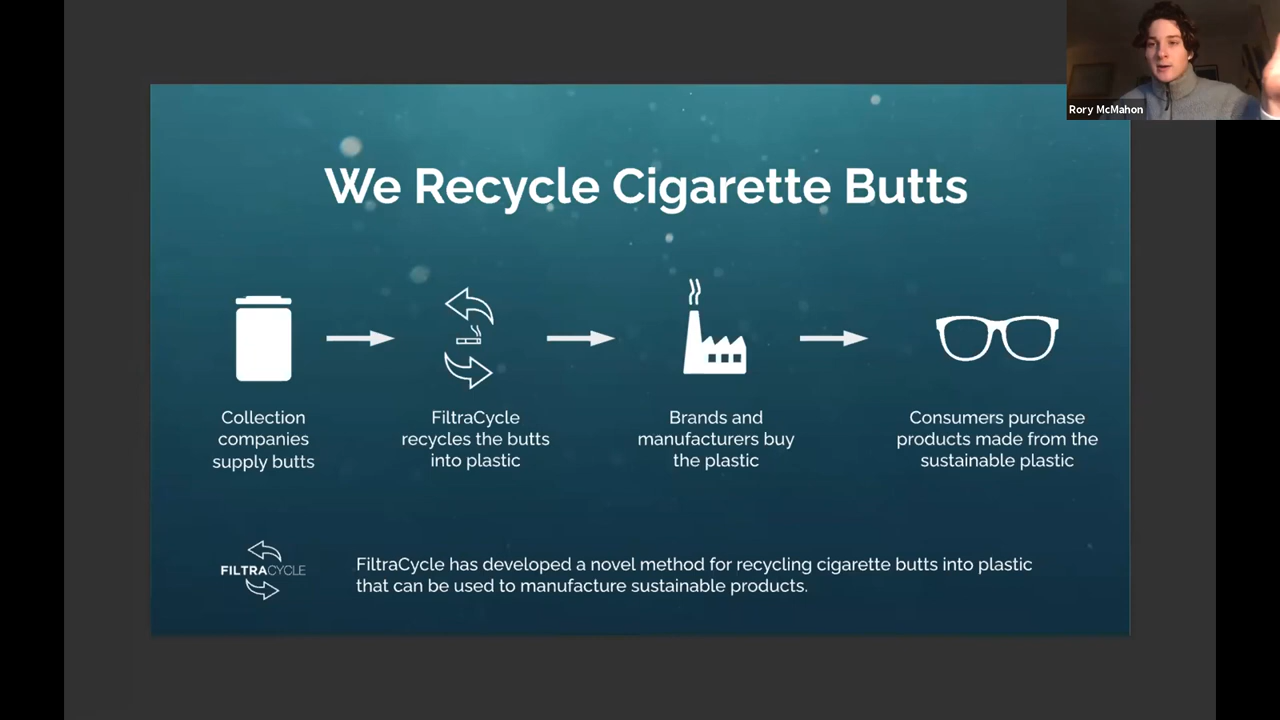 Rory McMahon
We Recycle Cigarette Butts
Collection
companies
supply butts
FiltraCycle
recycles the butts
into plastic
Brands and
manufacturers buy
the plastic
Consumers purchase
products made from the
sustainable plastic
FILTRACYCLE
FiltraCycle has developed a novel method for recycling cigarette butts into plastic
that can be used to manufacture sustainable products.